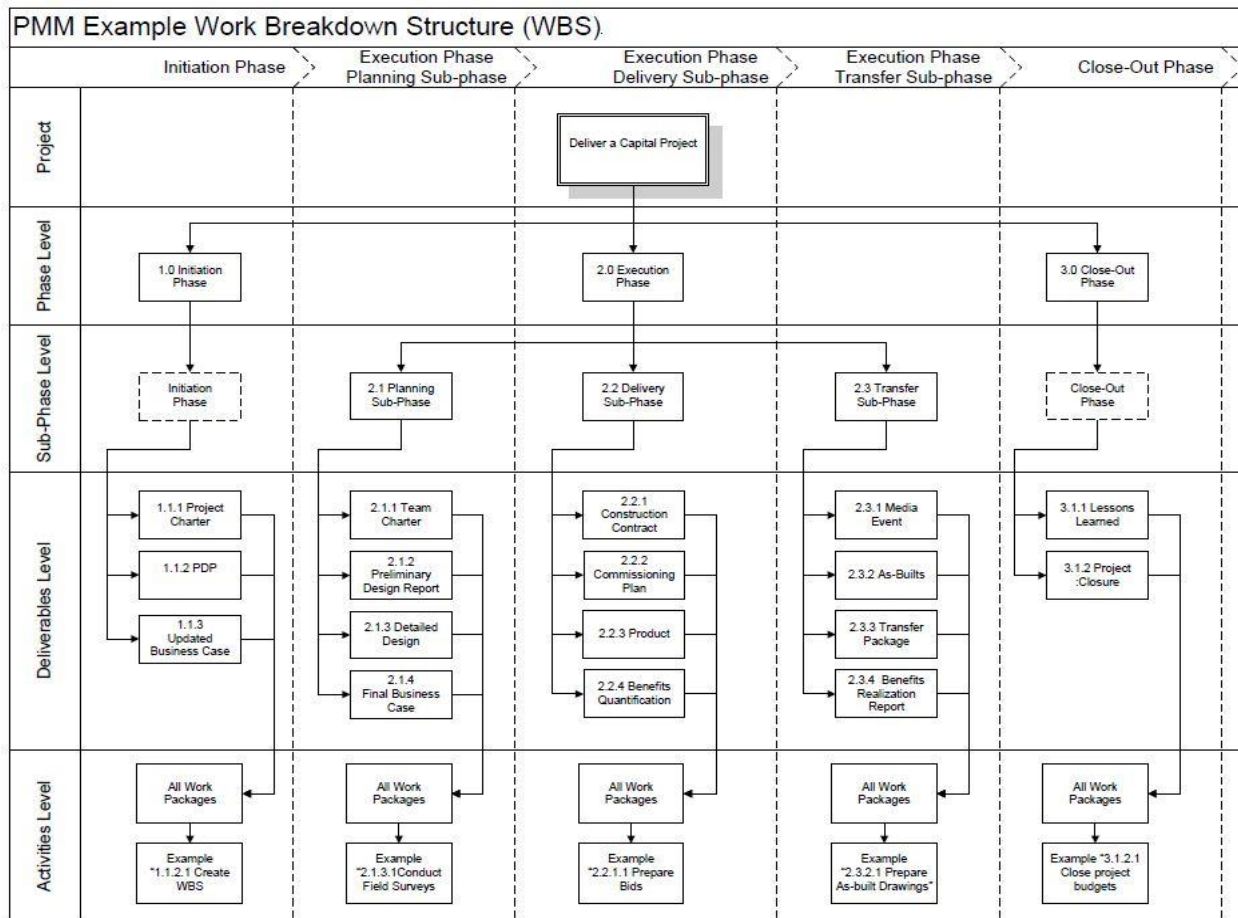 PMM Example Work Breakdown Structure (WBS).
Initiation Phase
Execution Phase
Planning Sub-phase
Execution Phase
Delivery Sub-phase
Execution Phase
Transfer Sub-phase
Close-Out Phase
Project
Deliver a Capital Project
Phase Level
1.0 Initiation
Phase
2.0 Execution
Phase
3.0 Close-Out
Phase
Sub-Phase Level
Initiation
Phase
2.1 Planning
Sub-Phase
2.2 Delivery
Sub-Phase
2.3 Transfer
Sub-Phase
Close-Out
Phase
Deliverables Level
1.1.1 Project
Charter
1.1.2 PDP
1.1.3
Updated
Business Case
2.1.1 Team
Charter
2.1.2
Preliminary
Design Report
2.1.3 Detailed
Design
2.1.4
Final Business
Case
2.2.1
Construction
Contract
2.2.2
Commissioning
Plan
2.2.3 Product
2.2.4 Benefits
Quantification
2.3.1 Media
Event
2.3.2 As-Builts
2.3.3 Transfer
Package
2.3.4 Benefits
Realization
Report
3.1.1 Lessons
Learned
3.1.2 Project
:Closure
Activities Level
All Work
Packages
Example
"1.1.2.1 Create
WBS
All Work
Packages
Example
"2.1.3.1Conduct
Field Surveys
All Work
Packages
Example
"2.2.1.1 Prepare
Bids
All Work
Packages
Example
"2.3.2.1 Prepare
As-built Drawings"
All Work
Packages
Example "3.1.2.1
Close project
budgets